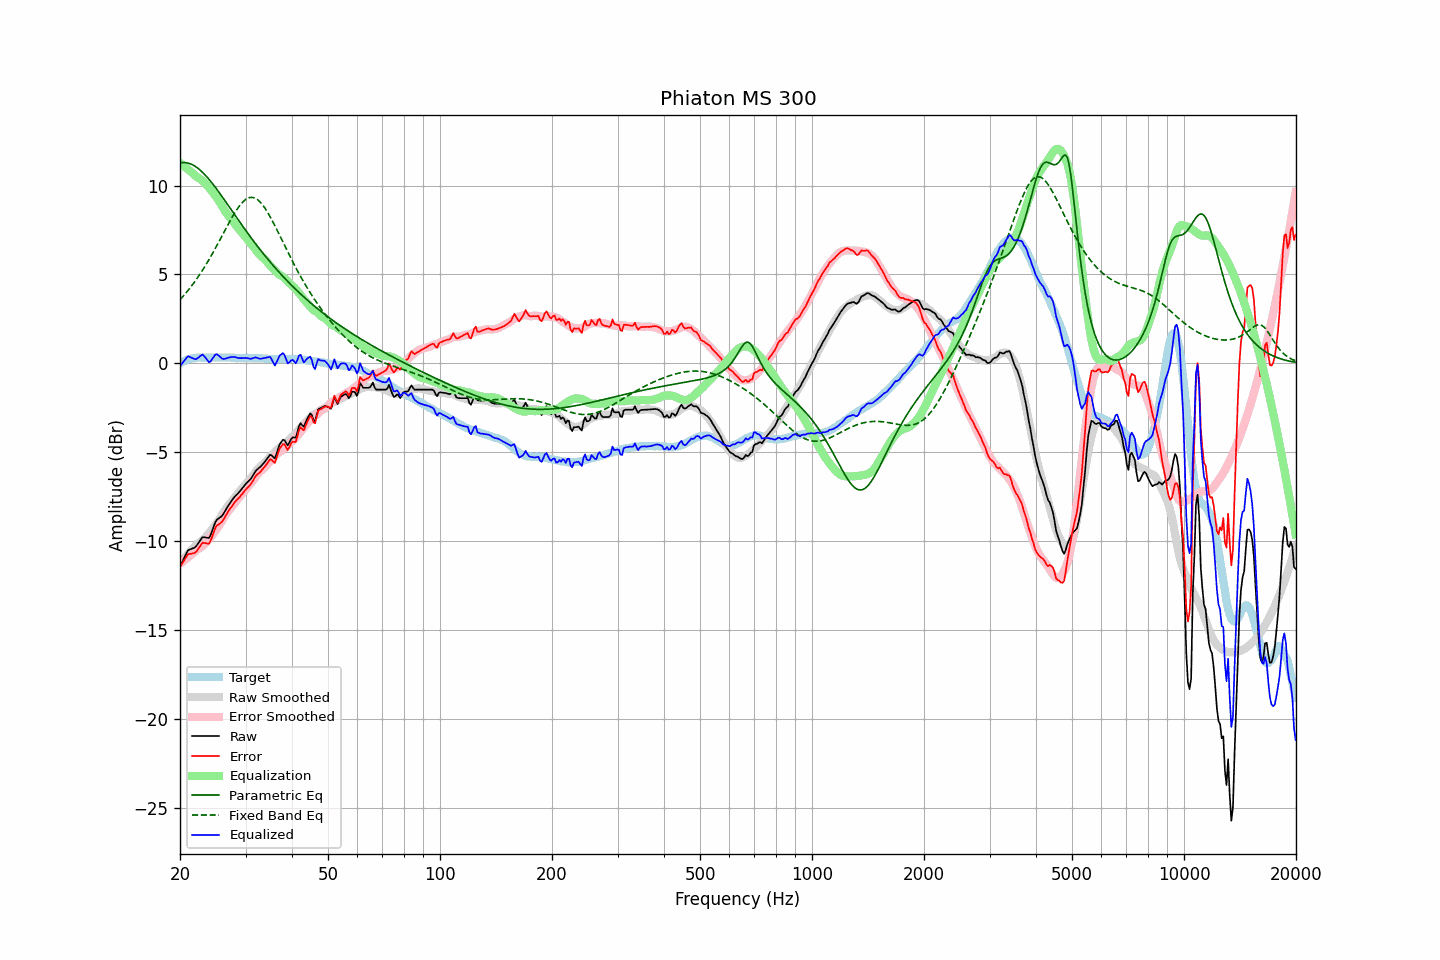 Phiaton MS 300
Amplitude (dBr)
10
5
0
−5
−10
−15
−20
−25
Target
Raw Smoothed
Error Smoothed
Raw
Error
Equalization
Parametric Eq
Fixed Band Eq
Equalized
20 50 100 200 500 1000 2000 5000 10000 20000
Frequency (Hz)